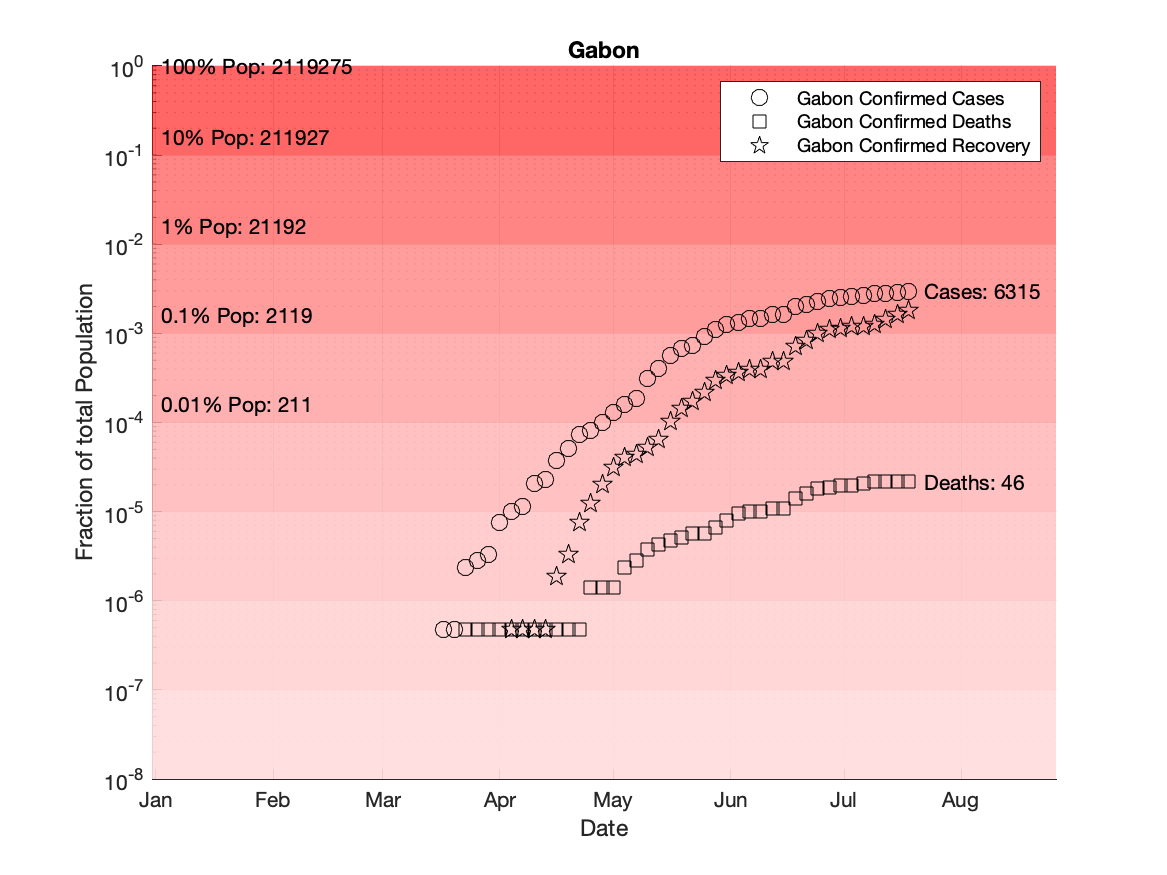 Gabon
10^0
100% Pop: 2119275
Gabon Confirmed Cases
Gabon Confirmed Deaths
Gabon Confirmed Recovery
10% Pop: 211927
10^-1
1% Pop: 21192
10^-2
Cases: 6315
0.1% Pop: 2119
10^-3
0.01% Pop: 211
10^-4
Deaths: 46
10^-5
10^-6
10^-7
10^-8
Fraction of total Population
Jan Feb Mar Apr May Jun Jul Aug
Date